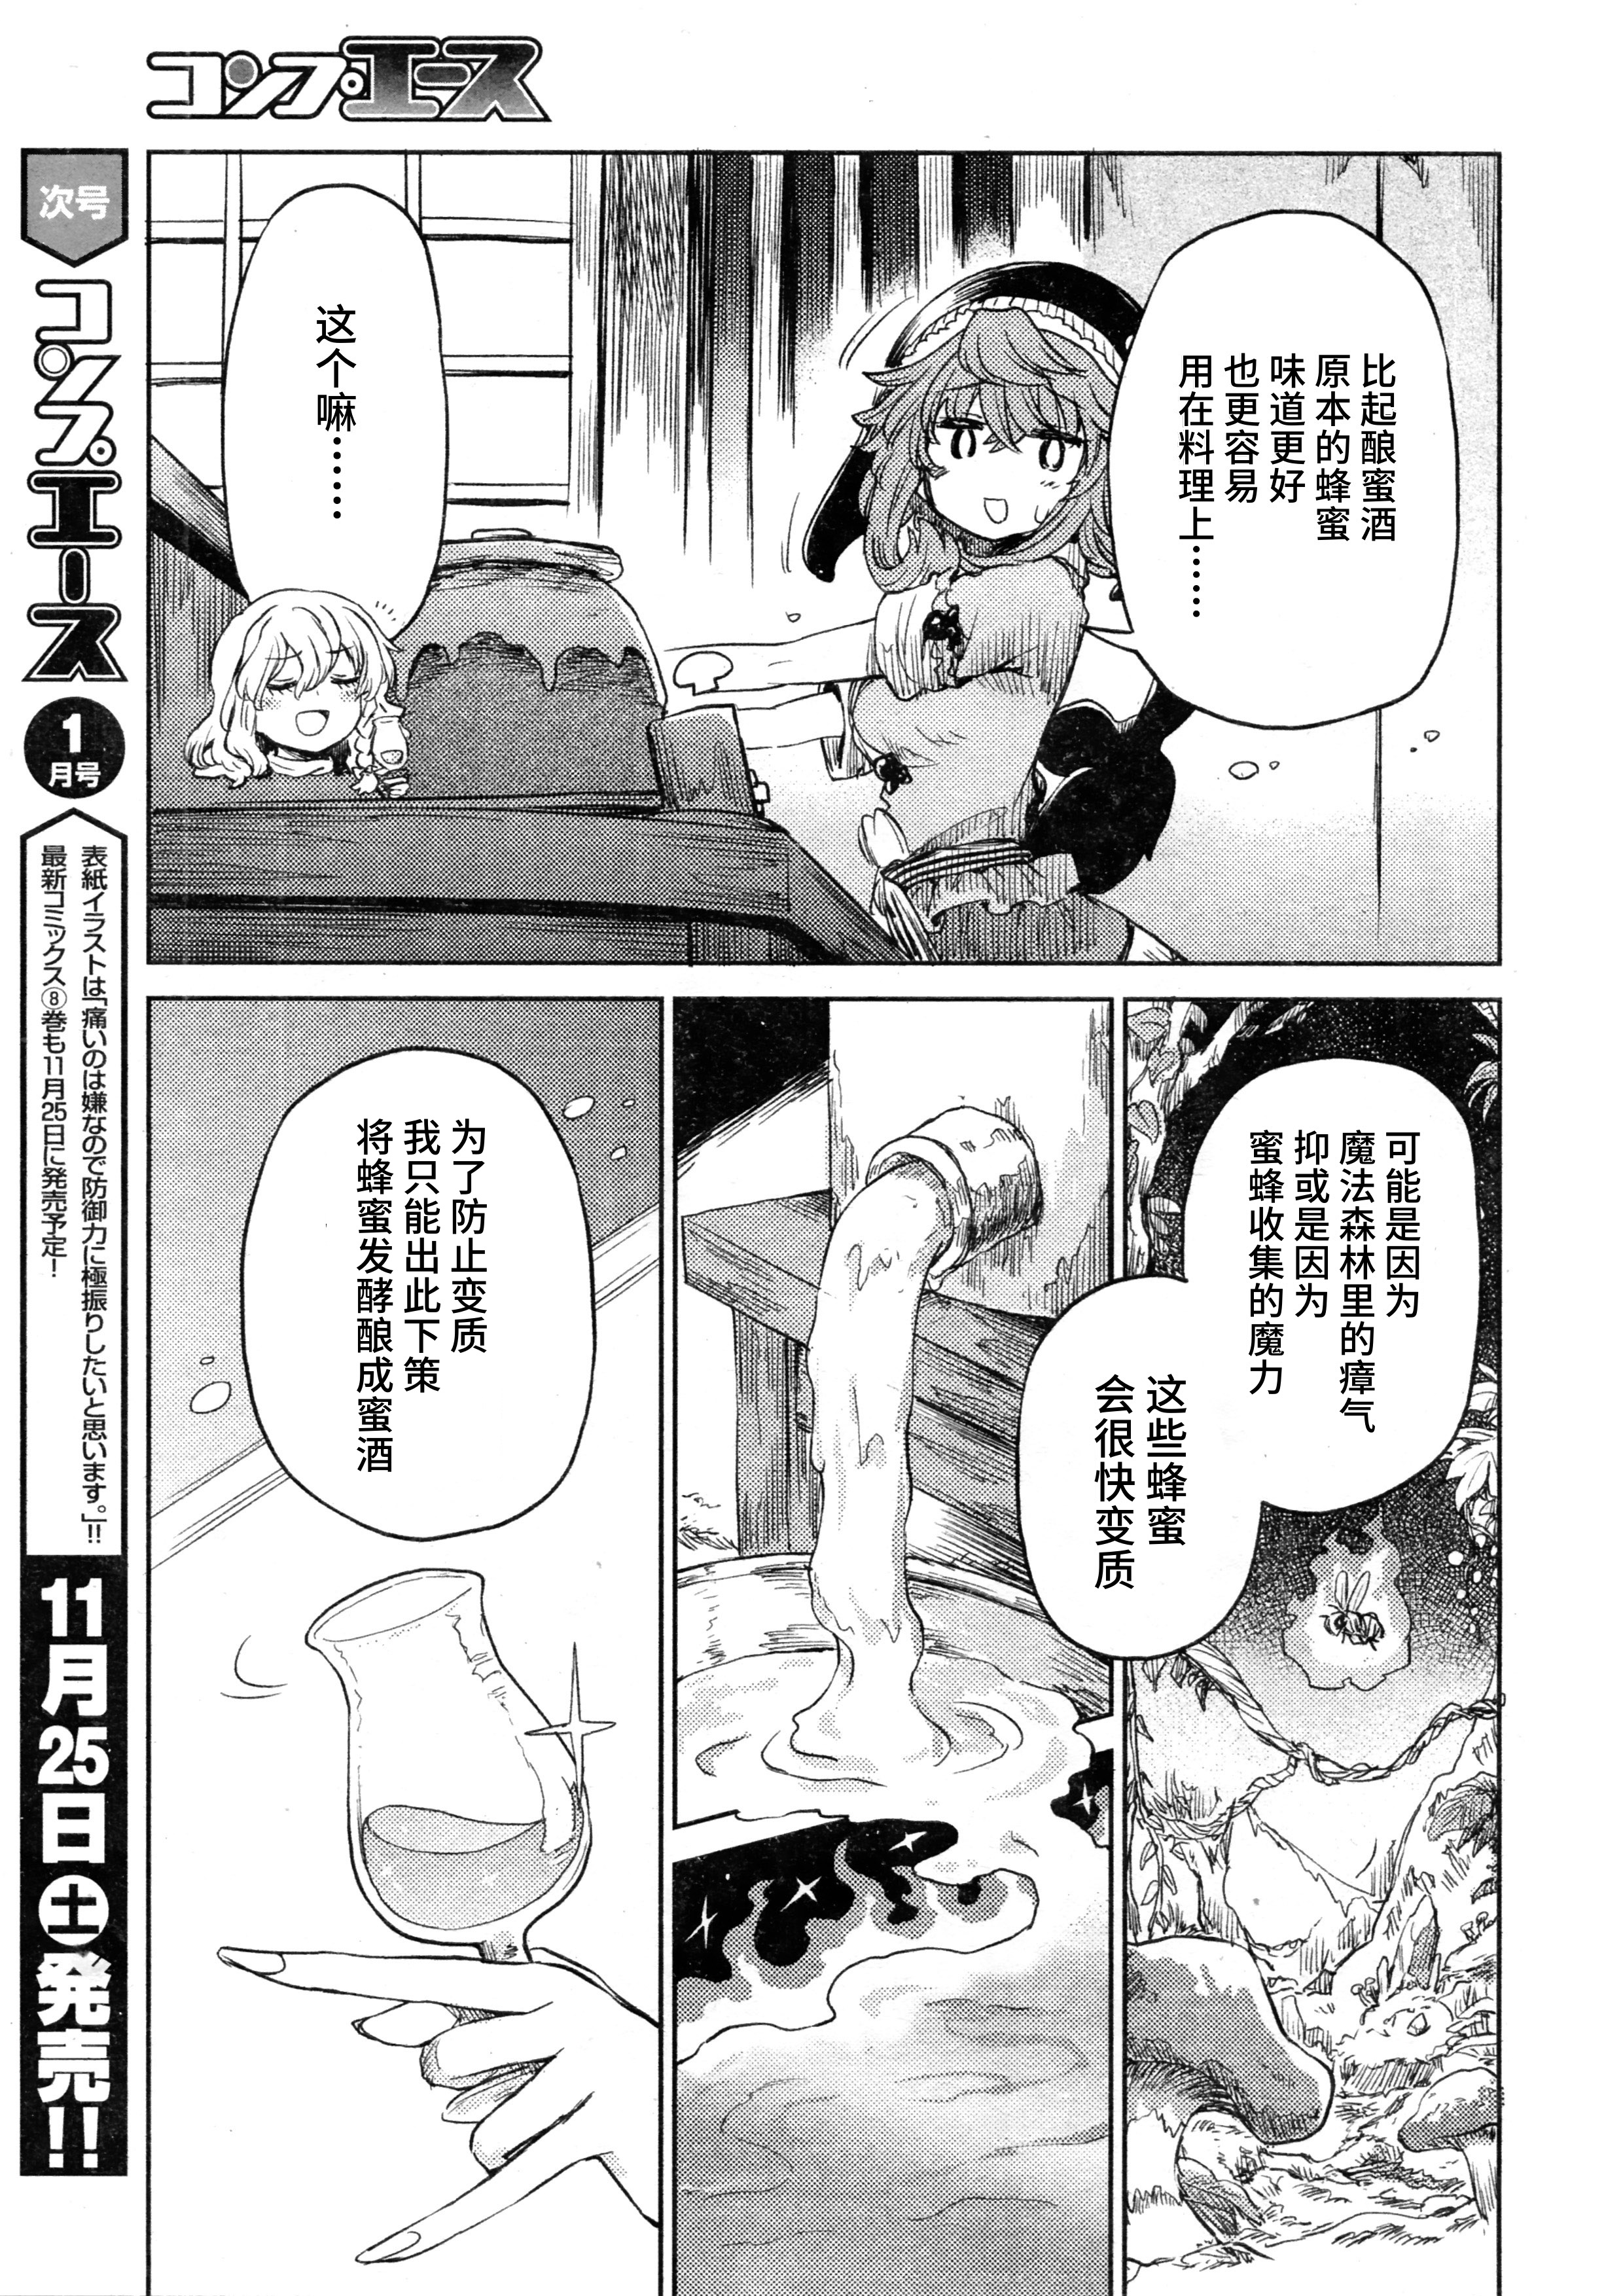 コンプエース
比起酿蜜酒
原本的蜂蜜
味道更好
也更容易
用在料理上……
这个嘛……
可能是因为
魔法森林里的瘴气
抑或是因为
蜜蜂收集的魔力
这些蜂蜜
会很快变质
为了防止变质
我只能出此下策
将蜂蜜发酵酿成蜜酒
次号
コンプエース
1月号
表紙イラストは「痛いのは嫌なので防御力に極振りしたいと思います。」!!
最新コミックス⑧巻も11月25日に発売予定！
11月25日㊏発売!!